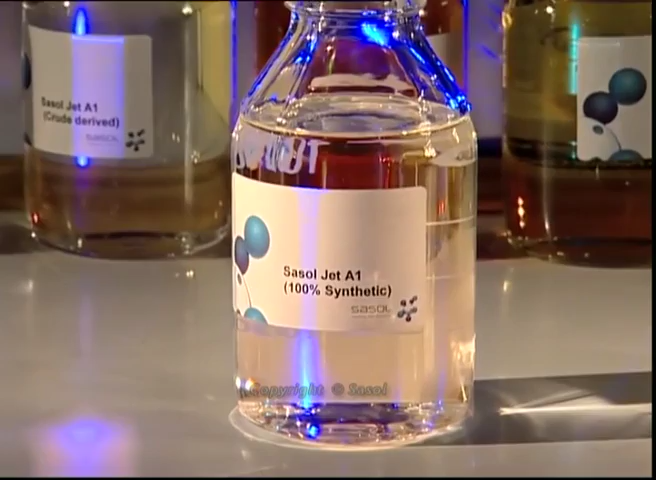 Sasol Jet A1
(Crude derived)
sasol
Sasol Jet A1
(100% Synthetic)
sasol
Copyright © Sasol